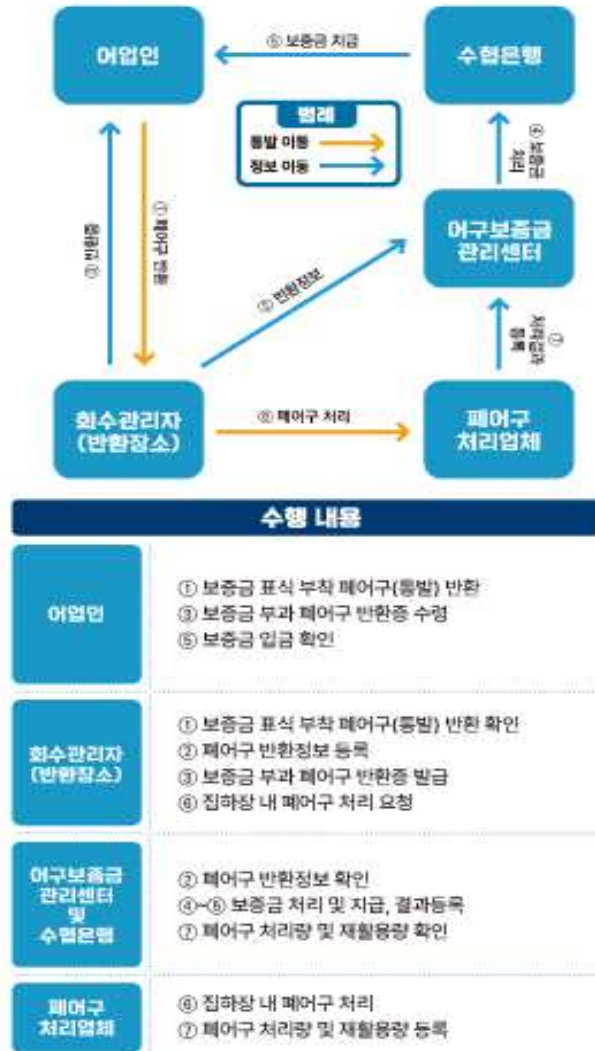 어업인
⑤ 보증금 지급
수협은행
범례
통발 이동
정보 이동
④ 보증금
처리
① 폐어구 반환
어구보증금
관리센터
② 반환정보
⑦
처리결과
등록
회수관리자
(반환장소)
⑥ 폐어구 처리
폐어구
처리업체
수행 내용
어업인
① 보증금 표식 부착 폐어구(통발) 반환
③ 보증금 부과 폐어구 반환증 수령
⑤ 보증금 입금 확인
회수관리자
(반환장소)
① 보증금 표식 부착 폐어구(통발) 반환 확인
② 폐어구 반환정보 등록
③ 보증금 부과 폐어구 반환증 발급
⑥ 집하장 내 폐어구 처리 요청
어구보증금
관리센터
및
수협은행
② 폐어구 반환정보 확인
④~⑤ 보증금 처리 및 지급, 결과등록
⑦ 폐어구 처리량 및 재활용량 확인
폐어구
처리업체
⑥ 집하장 내 폐어구 처리
⑦ 폐어구 처리량 및 재활용량 등록